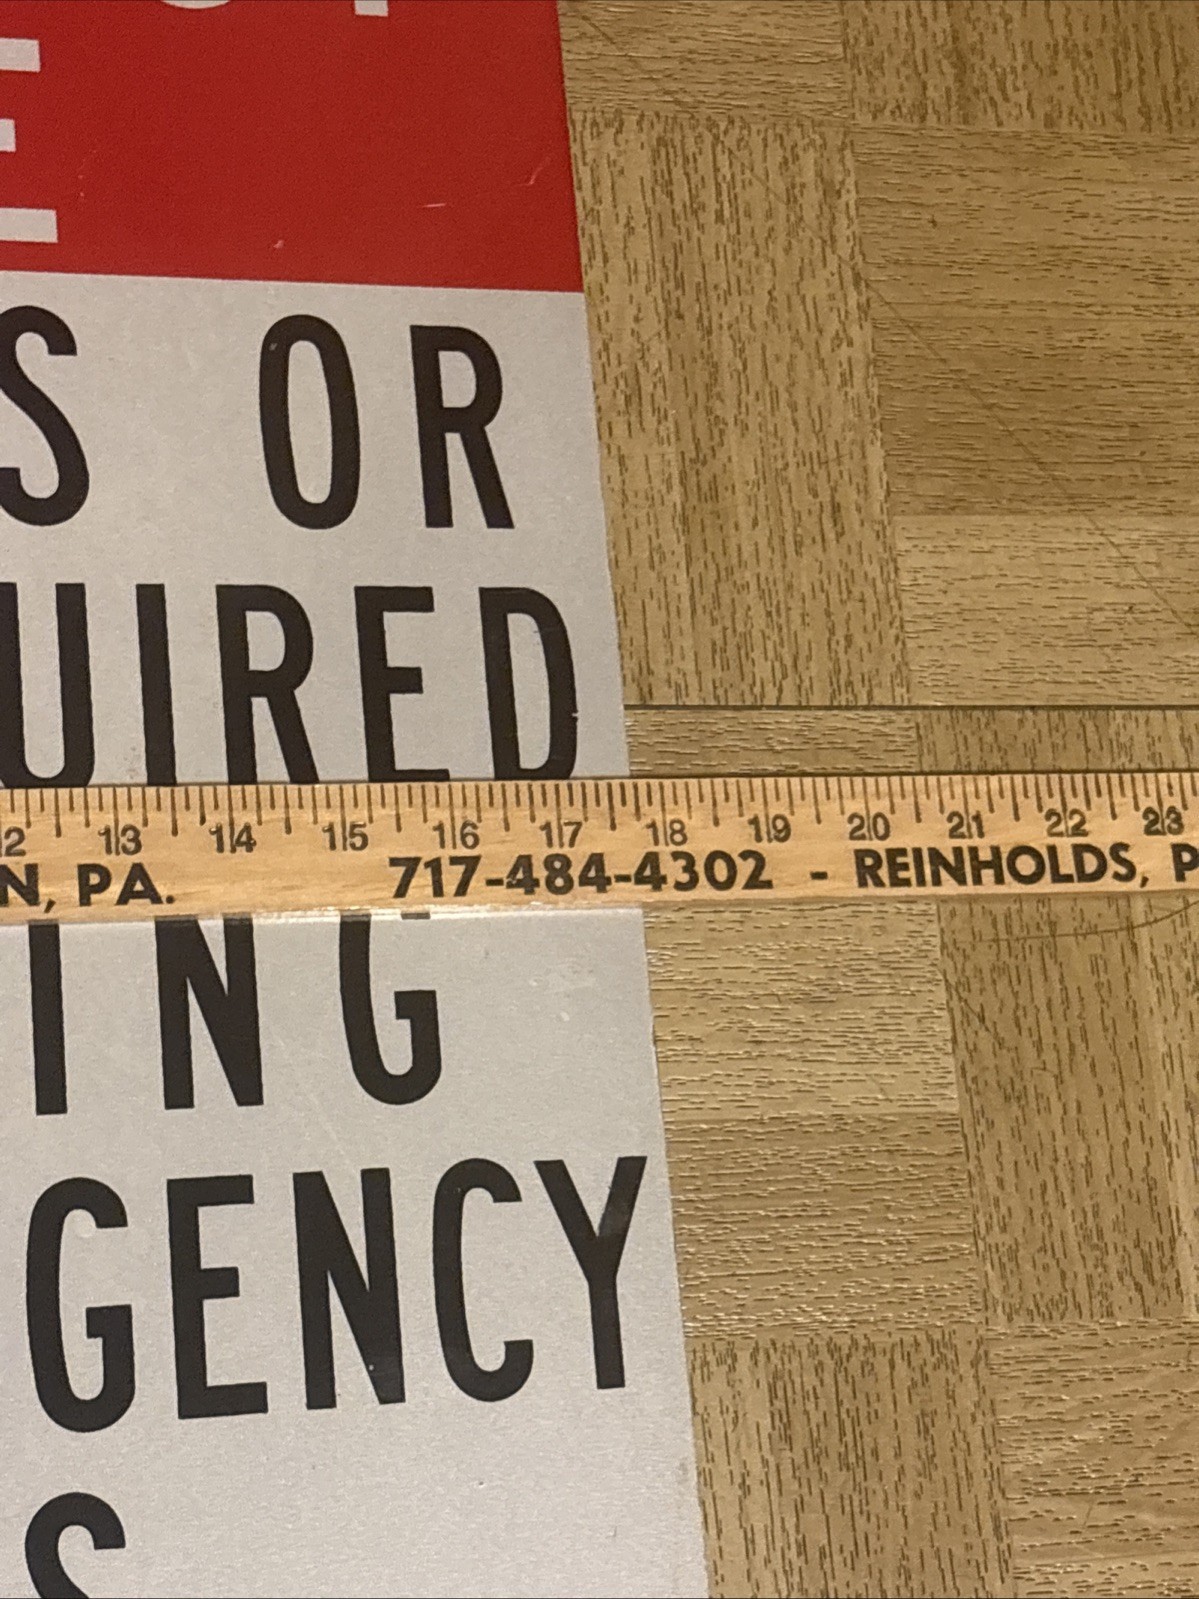 E
S OR
UIRED
13 14 15 16 17 18 19 20 21 22 23
N, PA. 717-484-4302 - REINHOLDS, P
ING
GENCY
S